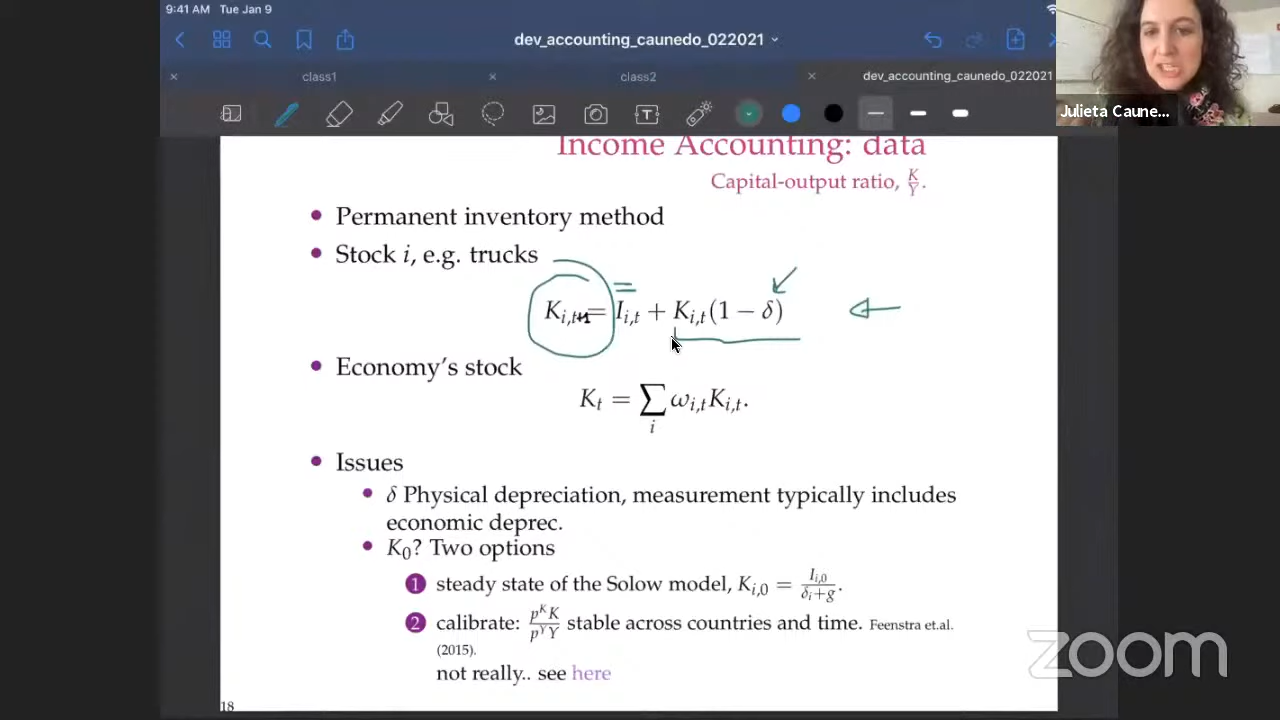 9:41 AM Tue Jan 9
dev_accounting_caunedo_022021
class1
class2
dev_accounting_caunedo_022021
Julieta Caune...
Income Accounting: data
Capital-output ratio, K/Y.
• Permanent inventory method
• Stock i, e.g. trucks
K_{i,t+1} = I_{i,t} + K_{i,t}(1 − δ)
• Economy's stock
K_t = ∑_i ω_{i,t}K_{i,t}.
• Issues
• δ Physical depreciation, measurement typically includes
economic deprec.
• K_0? Two options
1 steady state of the Solow model, K_{i,0} = I_{i,0}/(δ_i+g).
2 calibrate: p^K K/p^Y Y stable across countries and time. Feenstra et.al.
(2015).
not really.. see here
18
zoom